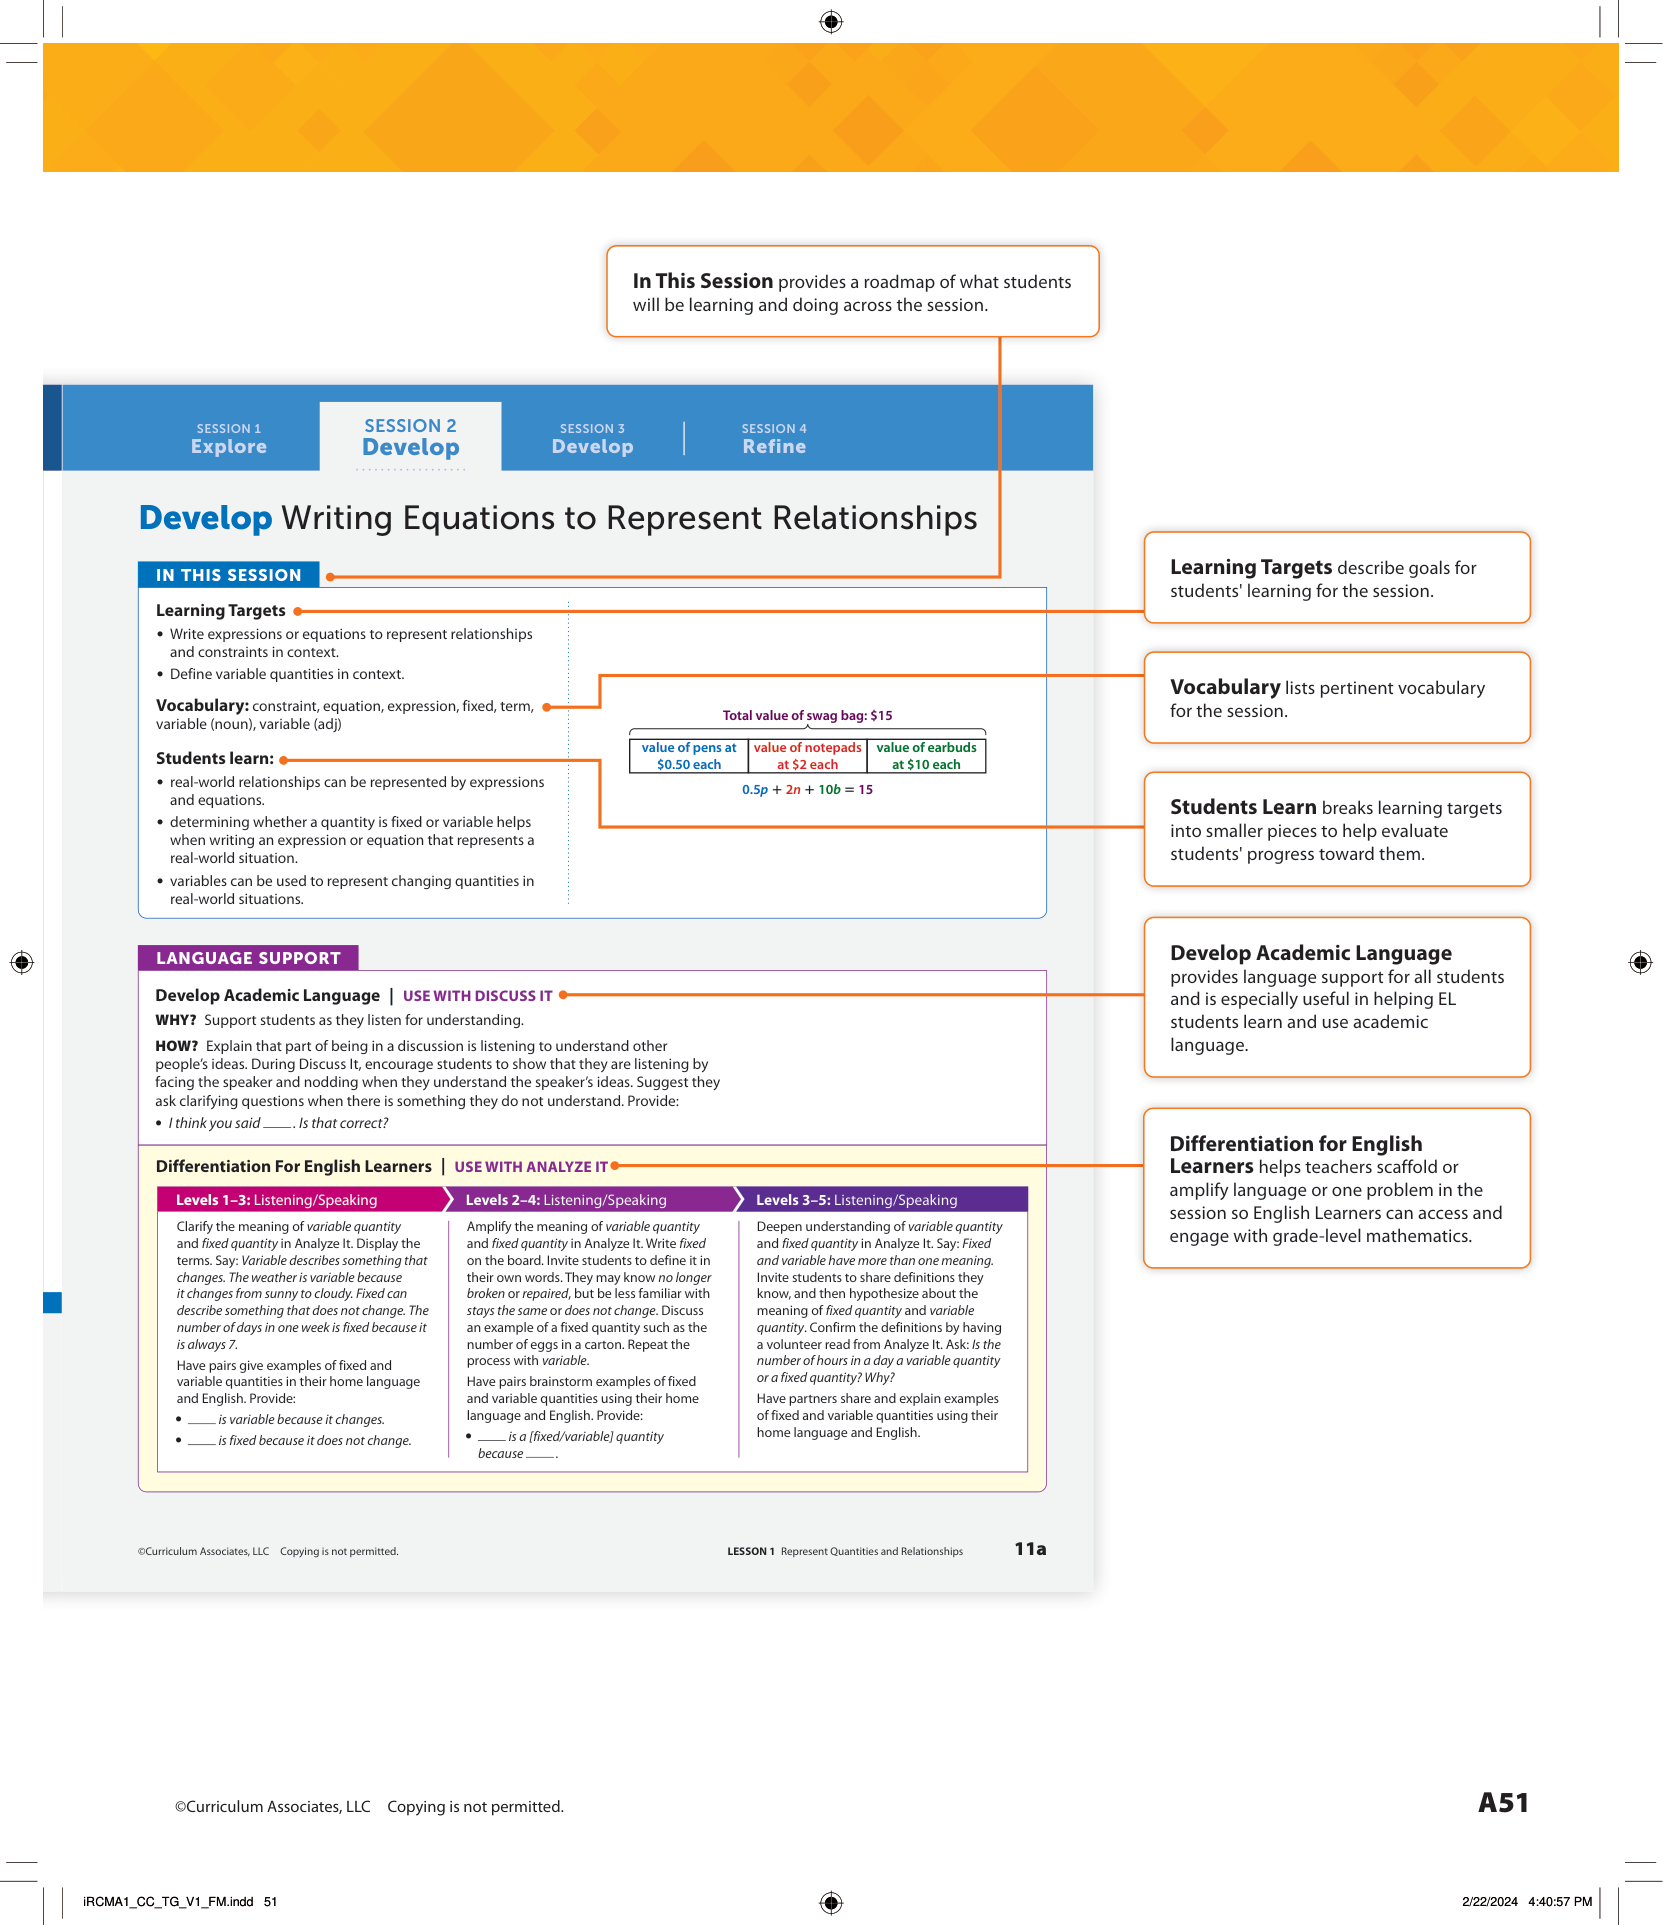 In This Session provides a roadmap of what students
will be learning and doing across the session.
SESSION 1
Explore
SESSION 2
Develop
SESSION 3
Develop
SESSION 4
Refine
Develop Writing Equations to Represent Relationships
IN THIS SESSION
Learning Targets
• Write expressions or equations to represent relationships
and constraints in context.
• Define variable quantities in context.
Vocabulary: constraint, equation, expression, fixed, term,
variable (noun), variable (adj)
Students learn:
• real-world relationships can be represented by expressions
and equations.
• determining whether a quantity is fixed or variable helps
when writing an expression or equation that represents a
real-world situation.
• variables can be used to represent changing quantities in
real-world situations.
Total value of swag bag: $15
value of pens at
$0.50 each
value of notepads
at $2 each
value of earbuds
at $10 each
0.5p + 2n + 10b = 15
Learning Targets describe goals for
students' learning for the session.
Vocabulary lists pertinent vocabulary
for the session.
Students Learn breaks learning targets
into smaller pieces to help evaluate
students' progress toward them.
LANGUAGE SUPPORT
Develop Academic Language | USE WITH DISCUSS IT
WHY? Support students as they listen for understanding.
HOW? Explain that part of being in a discussion is listening to understand other
people’s ideas. During Discuss It, encourage students to show that they are listening by
facing the speaker and nodding when they understand the speaker’s ideas. Suggest they
ask clarifying questions when there is something they do not understand. Provide:
• I think you said ____. Is that correct?
Develop Academic Language
provides language support for all students
and is especially useful in helping EL
students learn and use academic
language.
Differentiation For English Learners | USE WITH ANALYZE IT
Levels 1–3: Listening/Speaking
Clarify the meaning of variable quantity
and fixed quantity in Analyze It. Display the
terms. Say: Variable describes something that
changes. The weather is variable because
it changes from sunny to cloudy. Fixed can
describe something that does not change. The
number of days in one week is fixed because it
is always 7.
Have pairs give examples of fixed and
variable quantities in their home language
and English. Provide:
• ____ is variable because it changes.
• ____ is fixed because it does not change.
Levels 2–4: Listening/Speaking
Amplify the meaning of variable quantity
and fixed quantity in Analyze It. Write fixed
on the board. Invite students to define it in
their own words. They may know no longer
broken or repaired, but be less familiar with
stays the same or does not change. Discuss
an example of a fixed quantity such as the
number of eggs in a carton. Repeat the
process with variable.
Have pairs brainstorm examples of fixed
and variable quantities using their home
language and English. Provide:
• ____ is a [fixed/variable] quantity
because ____.
Levels 3–5: Listening/Speaking
Deepen understanding of variable quantity
and fixed quantity in Analyze It. Say: Fixed
and variable have more than one meaning.
Invite students to share definitions they
know, and then hypothesize about the
meaning of fixed quantity and variable
quantity. Confirm the definitions by having
a volunteer read from Analyze It. Ask: Is the
number of hours in a day a variable quantity
or a fixed quantity? Why?
Have partners share and explain examples
of fixed and variable quantities using their
home language and English.
Differentiation for English
Learners helps teachers scaffold or
amplify language or one problem in the
session so English Learners can access and
engage with grade-level mathematics.
©Curriculum Associates, LLC Copying is not permitted.
LESSON 1 Represent Quantities and Relationships
11a
©Curriculum Associates, LLC Copying is not permitted.
A51
iRCMA1_CC_TG_V1_FM.indd 51
2/22/2024 4:40:57 PM